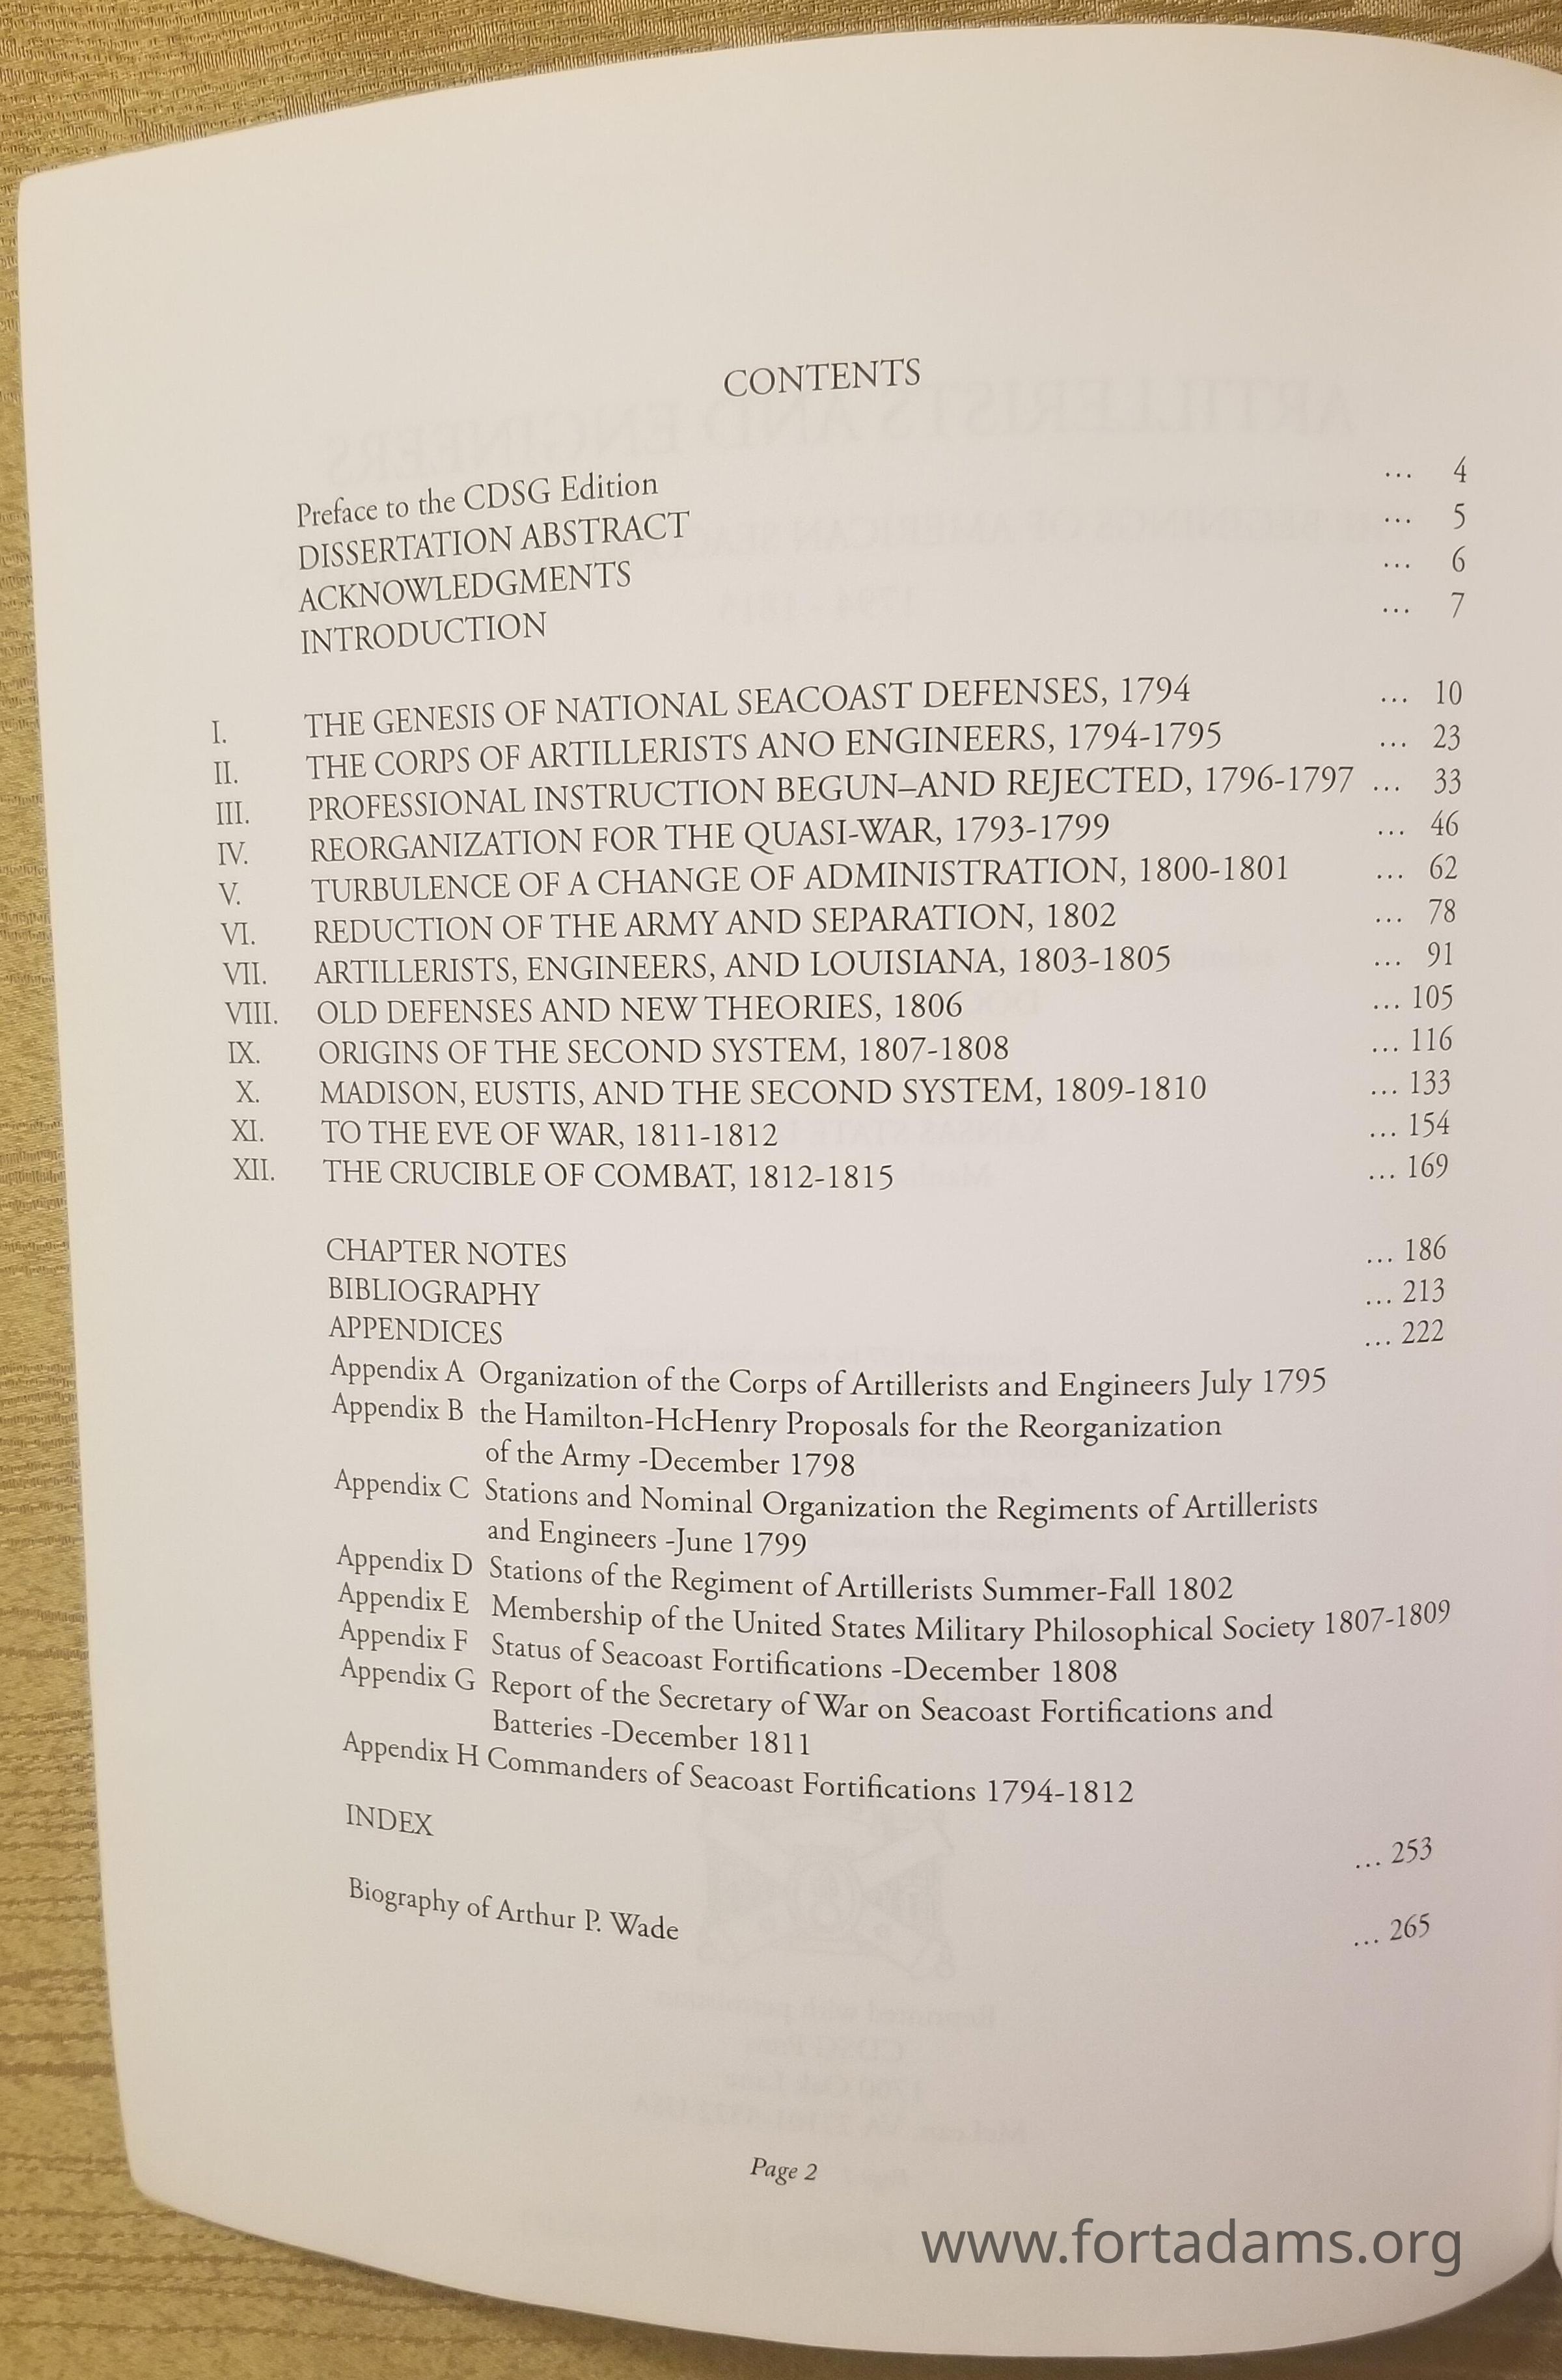 CONTENTS
Preface to the CDSG Edition ... 4
DISSERTATION ABSTRACT ... 5
ACKNOWLEDGMENTS ... 6
INTRODUCTION ... 7
I. THE GENESIS OF NATIONAL SEACOAST DEFENSES, 1794 ... 10
II. THE CORPS OF ARTILLERISTS ANO ENGINEERS, 1794-1795 ... 23
III. PROFESSIONAL INSTRUCTION BEGUN–AND REJECTED, 1796-1797 ... 33
IV. REORGANIZATION FOR THE QUASI-WAR, 1793-1799 ... 46
V. TURBULENCE OF A CHANGE OF ADMINISTRATION, 1800-1801 ... 62
VI. REDUCTION OF THE ARMY AND SEPARATION, 1802 ... 78
VII. ARTILLERISTS, ENGINEERS, AND LOUISIANA, 1803-1805 ... 91
VIII. OLD DEFENSES AND NEW THEORIES, 1806 ... 105
IX. ORIGINS OF THE SECOND SYSTEM, 1807-1808 ... 116
X. MADISON, EUSTIS, AND THE SECOND SYSTEM, 1809-1810 ... 133
XI. TO THE EVE OF WAR, 1811-1812 ... 154
XII. THE CRUCIBLE OF COMBAT, 1812-1815 ... 169
CHAPTER NOTES ... 186
BIBLIOGRAPHY ... 213
APPENDICES ... 222
Appendix A Organization of the Corps of Artillerists and Engineers July 1795
Appendix B the Hamilton-HcHenry Proposals for the Reorganization
of the Army -December 1798
Appendix C Stations and Nominal Organization the Regiments of Artillerists
and Engineers -June 1799
Appendix D Stations of the Regiment of Artillerists Summer-Fall 1802
Appendix E Membership of the United States Military Philosophical Society 1807-1809
Appendix F Status of Seacoast Fortifications -December 1808
Appendix G Report of the Secretary of War on Seacoast Fortifications and
Batteries -December 1811
Appendix H Commanders of Seacoast Fortifications 1794-1812
INDEX ... 253
Biography of Arthur P. Wade ... 265
Page 2
www.fortadams.org